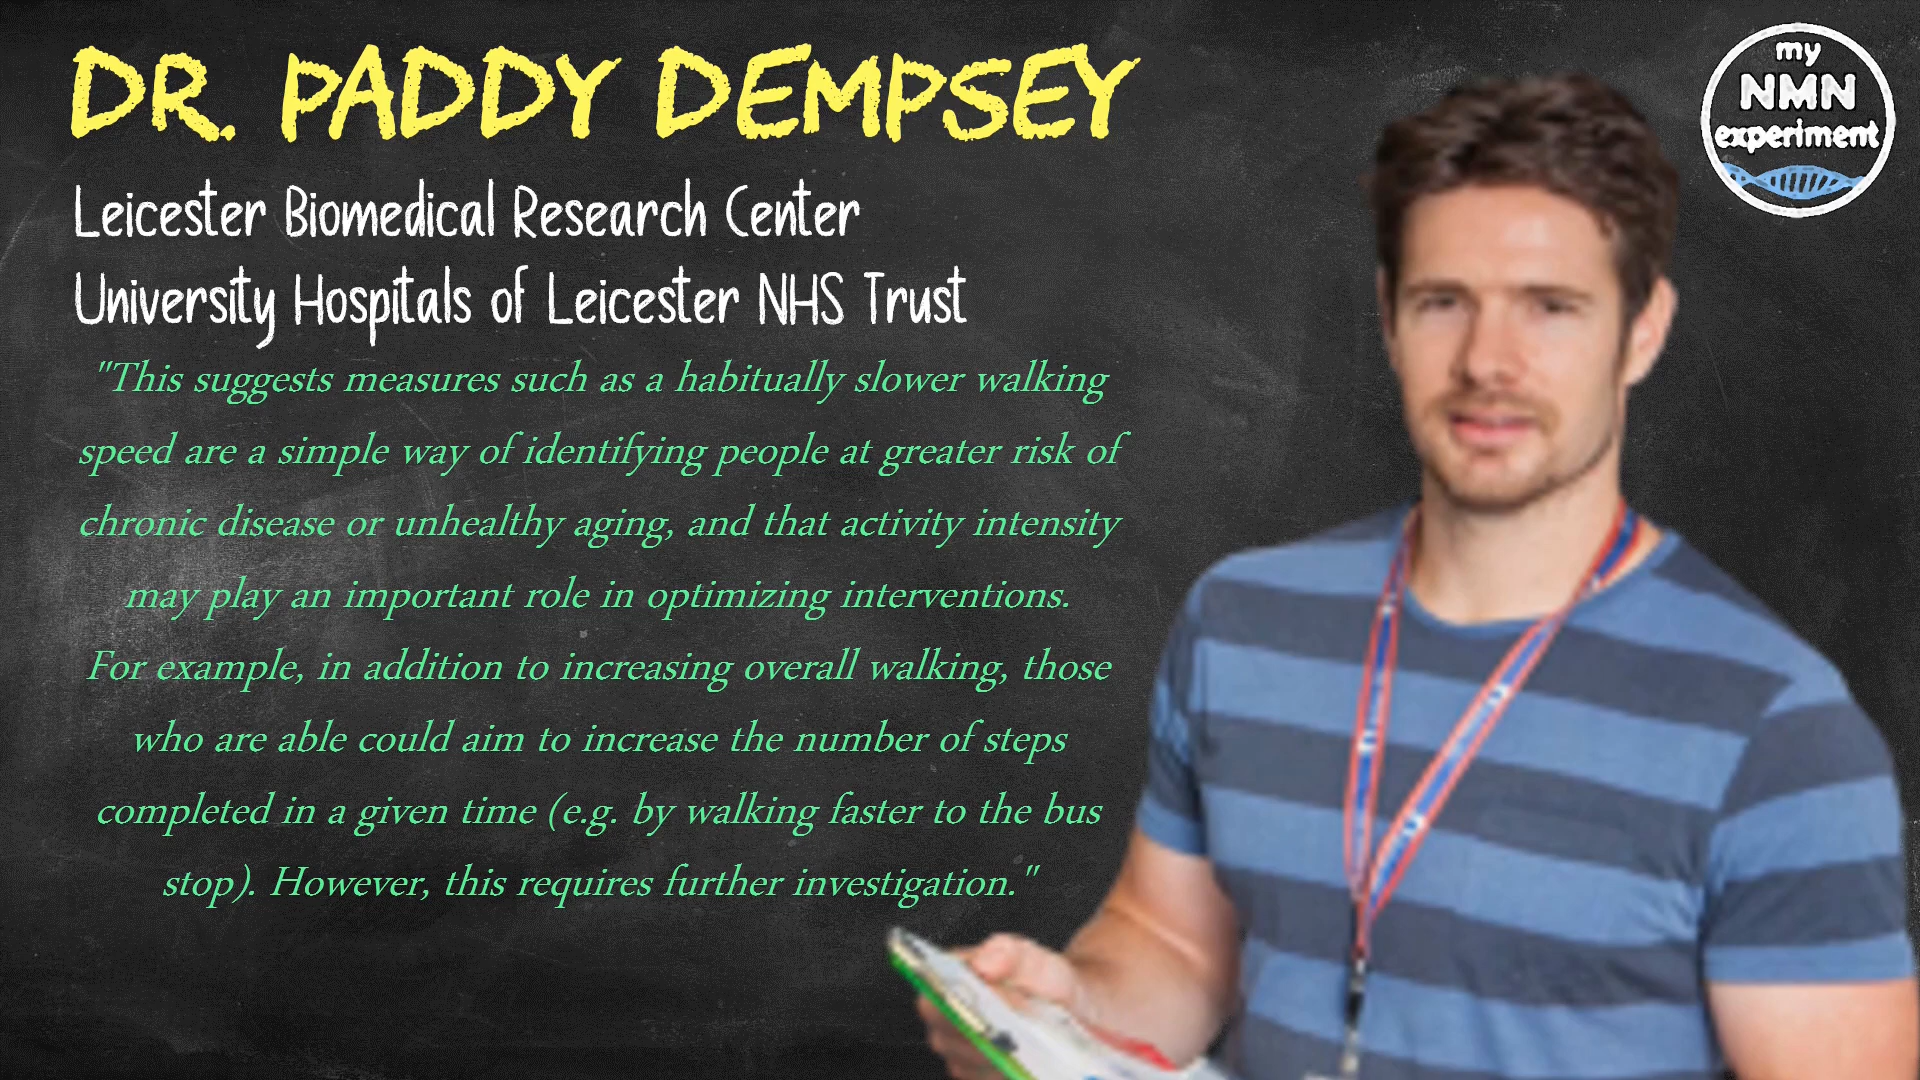 DR. PADDY DEMPSEY
Leicester Biomedical Research Center
University Hospitals of Leicester NHS Trust
"This suggests measures such as a habitually slower walking
speed are a simple way of identifying people at greater risk of
chronic disease or unhealthy aging, and that activity intensity
may play an important role in optimizing interventions.
For example, in addition to increasing overall walking, those
who are able could aim to increase the number of steps
completed in a given time (e.g. by walking faster to the bus
stop). However, this requires further investigation."
my
NMN
experiment